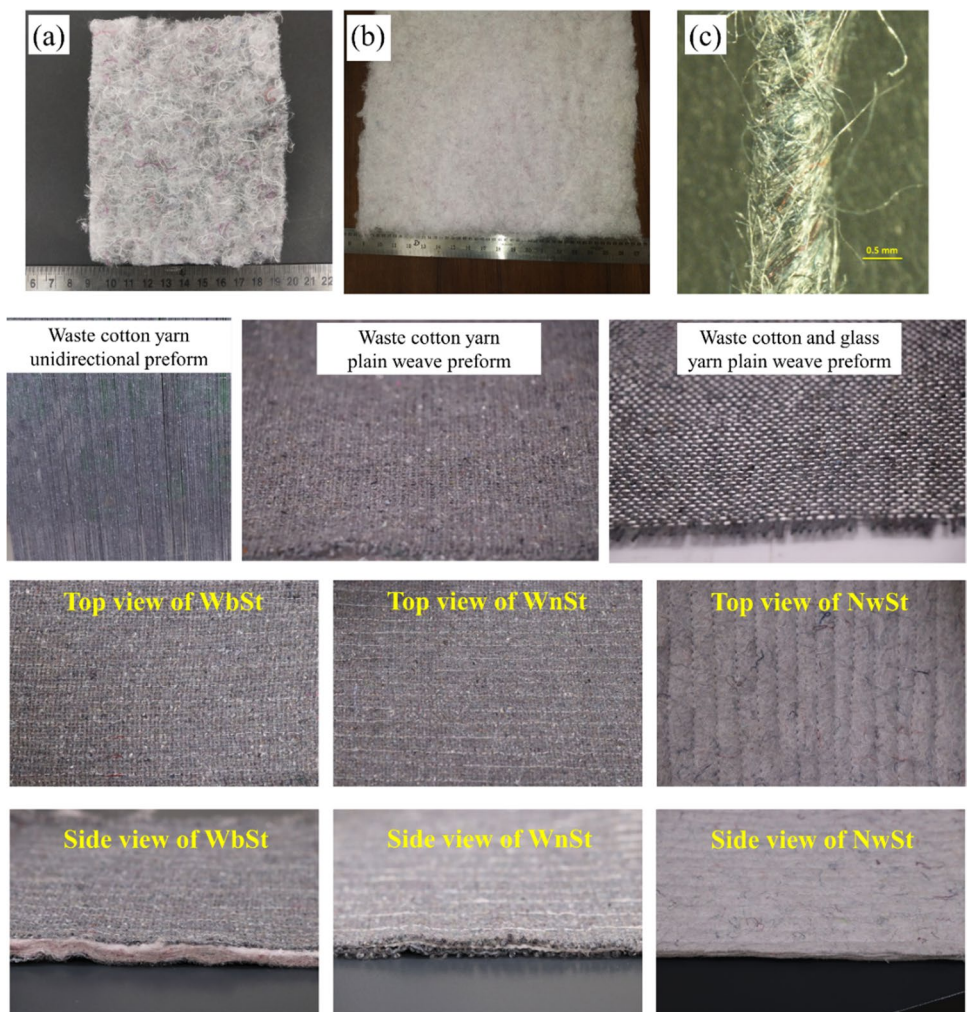 (a)
(b)
(c)
0.5 mm
6 7 8 9 10 11 12 13 14 15 16 17 18 19 20 21 22
Waste cotton yarn
unidirectional preform
Waste cotton yarn
plain weave preform
Waste cotton and glass
yarn plain weave preform
Top view of WbSt
Top view of WnSt
Top view of NwSt
Side view of WbSt
Side view of WnSt
Side view of NwSt